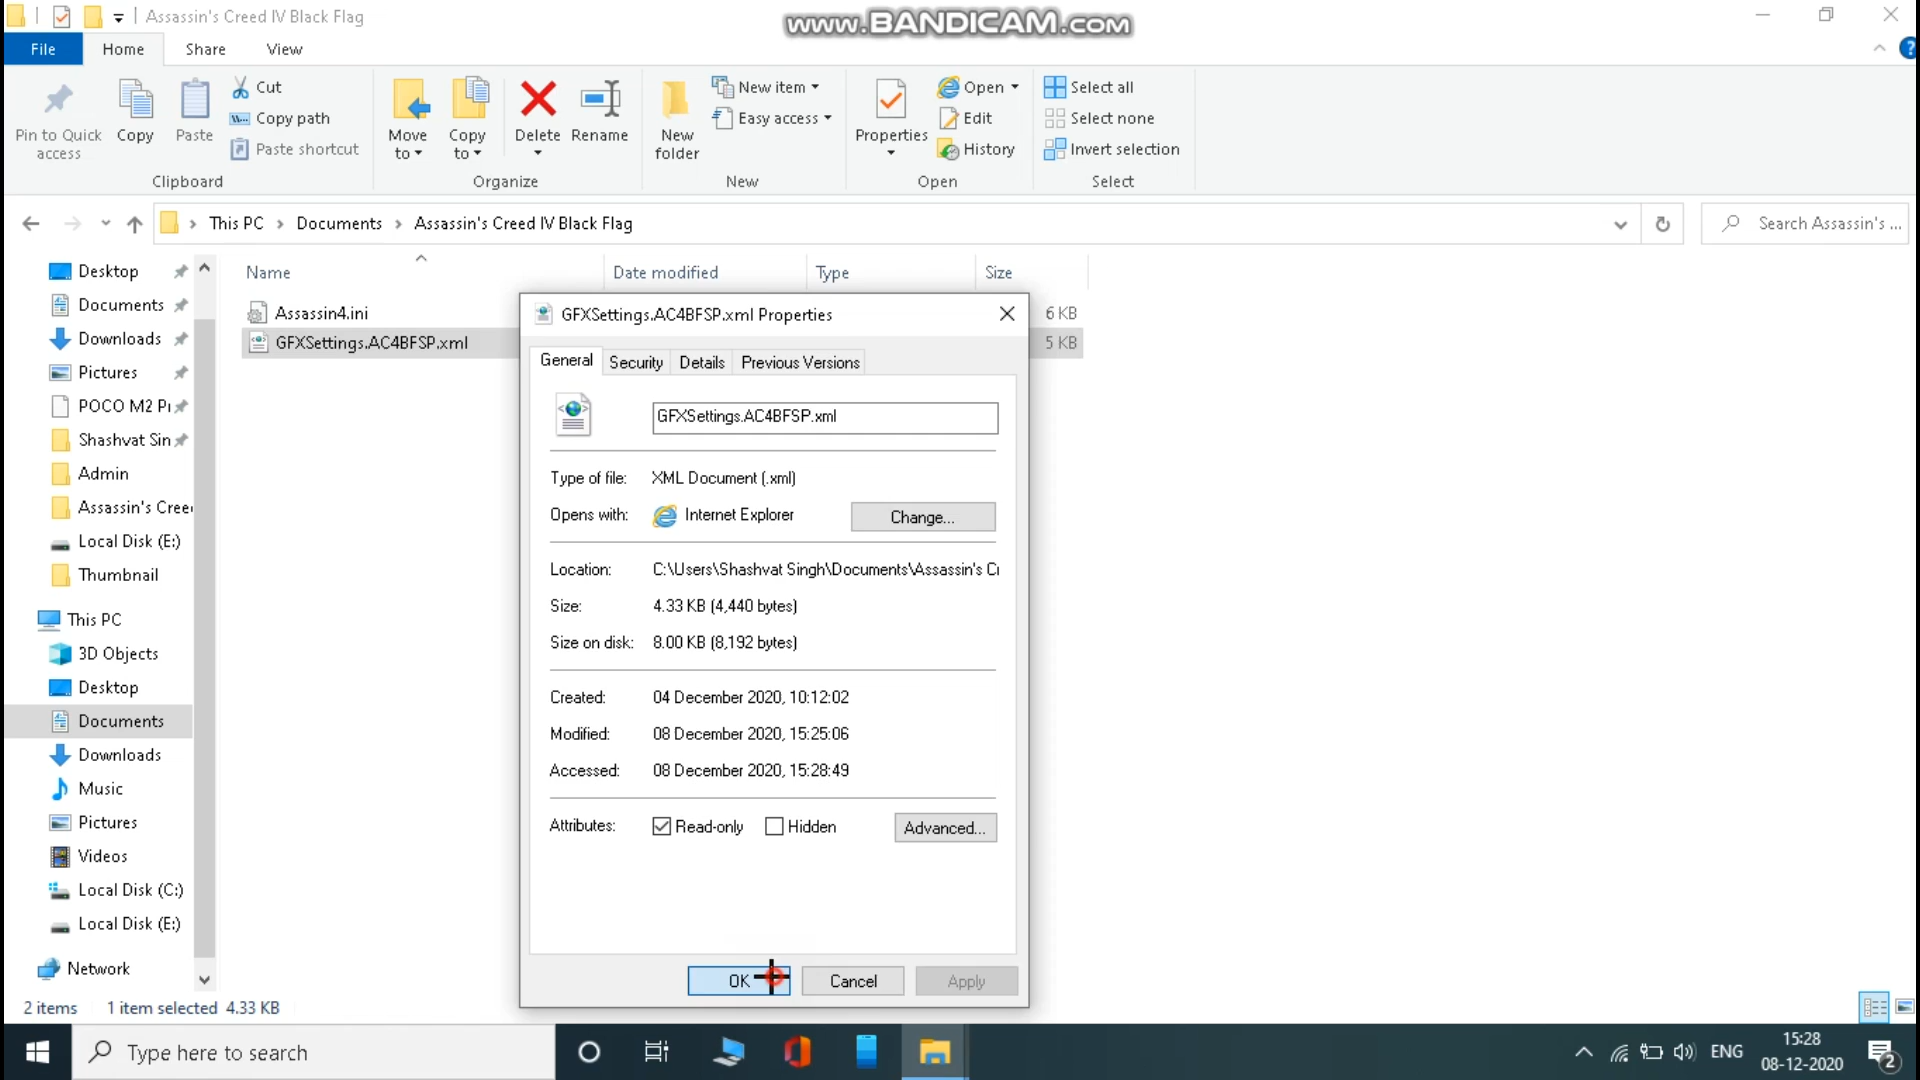 Assassin's Creed IV Black Flag
www.BANDICAM.com
File
Home
Share
View
Pin to Quick access
Copy
Paste
Cut
Copy path
Paste shortcut
Clipboard
Move to
Copy to
Delete
Rename
Organize
New folder
New item
Easy access
New
Properties
Open
Edit
History
Open
Select all
Select none
Invert selection
Select
This PC
Documents
Assassin's Creed IV Black Flag
Search Assassin's ...
Desktop
Documents
Downloads
Pictures
POCO M2 P
Shashvat Sin
Admin
Assassin's Cree
Local Disk (E:)
Thumbnail
This PC
3D Objects
Desktop
Documents
Downloads
Music
Pictures
Videos
Local Disk (C:)
Local Disk (E:)
Network
Name
Date modified
Type
Size
Assassin4.ini
6 KB
GFXSettings.AC4BFSP.xml
5 KB
GFXSettings.AC4BFSP.xml Properties
General
Security
Details
Previous Versions
GFXSettings.AC4BFSP.xml
Type of file: XML Document (.xml)
Opens with: Internet Explorer
Change...
Location: C:\Users\Shashvat Singh\Documents\Assassin's Cr
Size: 4.33 KB (4,440 bytes)
Size on disk: 8.00 KB (8,192 bytes)
Created: 04 December 2020, 10:12:02
Modified: 08 December 2020, 15:25:06
Accessed: 08 December 2020, 15:28:49
Attributes: Read-only Hidden
Advanced...
OK
Cancel
Apply
2 items 1 item selected 4.33 KB
Type here to search
ENG
15:28
08-12-2020
2